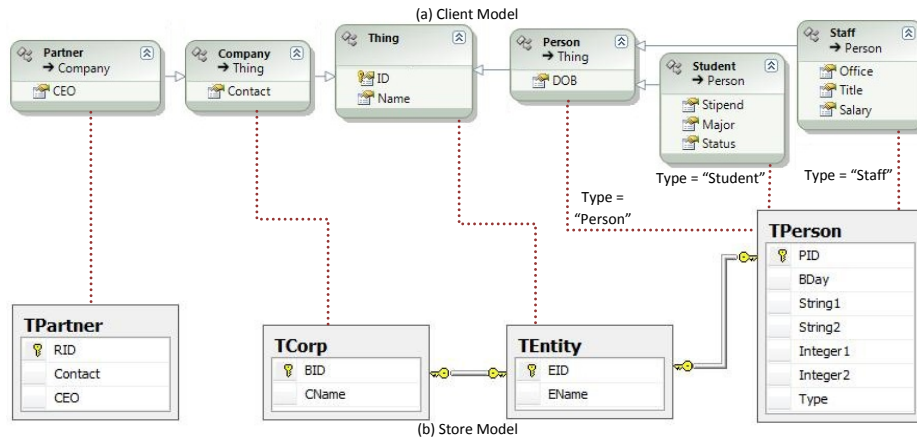 (a) Client Model
Partner
→ Company
CEO
Company
→ Thing
Contact
Thing
ID
Name
Person
→ Thing
DOB
Student
→ Person
Stipend
Major
Status
Staff
→ Person
Office
Title
Salary
Type = “Student”
Type = “Staff”
Type =
“Person”
TPartner
RID
Contact
CEO
TCorp
BID
CName
TEntity
EID
EName
TPerson
PID
BDay
String1
String2
Integer1
Integer2
Type
(b) Store Model